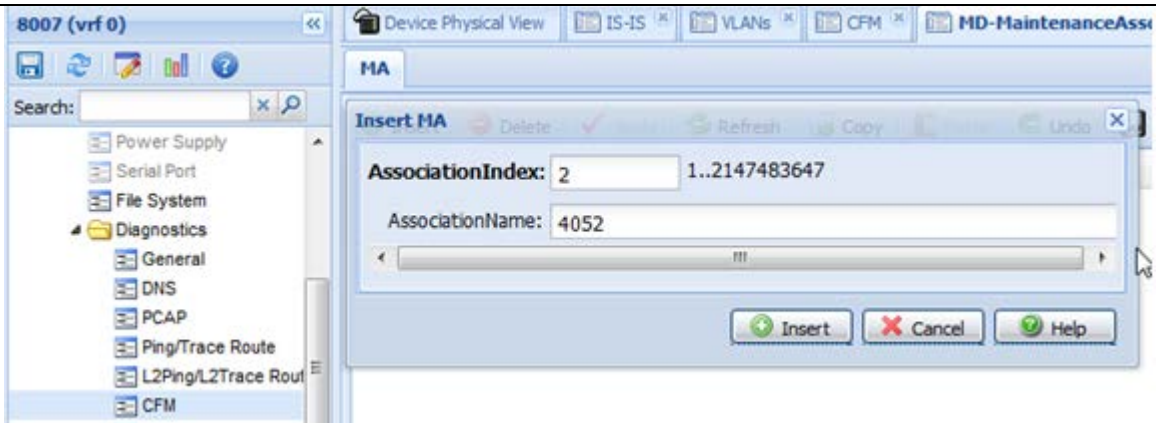 8007 (vrf 0)
Device Physical View
IS-IS
VLANs
CFM
MD-MaintenanceAsso
MA
Search:
Insert MA
Delete
Refresh
Copy
Undo
Power Supply
Serial Port
File System
Diagnostics
General
DNS
PCAP
Ping/Trace Route
L2Ping/L2Trace Rout
CFM
AssociationIndex: 2 1..2147483647
AssociationName: 4052
Insert
Cancel
Help